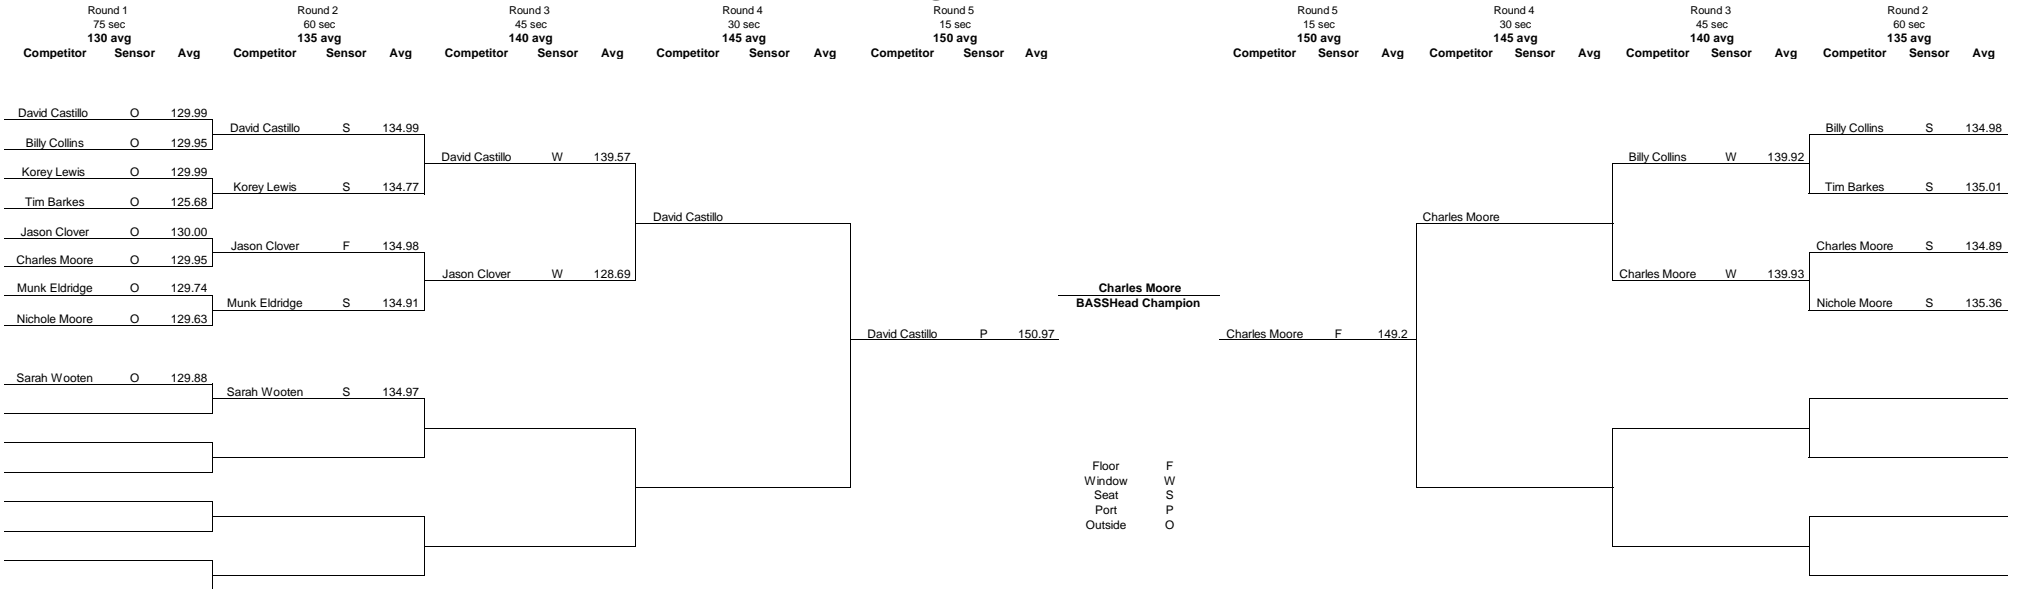 Round 1 Round 2 Round 3 Round 4 Round 5 Round 5 Round 4 Round 3 Round 2
75 sec 60 sec 45 sec 30 sec 15 sec 15 sec 30 sec 45 sec 60 sec
130 avg 135 avg 140 avg 145 avg 150 avg 150 avg 145 avg 140 avg 135 avg
Competitor Sensor Avg Competitor Sensor Avg Competitor Sensor Avg Competitor Sensor Avg Competitor Sensor Avg Competitor Sensor Avg Competitor Sensor Avg Competitor Sensor Avg Competitor Sensor Avg
David Castillo O 129.99
David Castillo S 134.99 Billy Collins S 134.98
Billy Collins O 129.95
David Castillo W 139.57 Billy Collins W 139.92
Korey Lewis O 129.99
Korey Lewis S 134.77 Tim Barkes S 135.01
Tim Barkes O 125.68
David Castillo Charles Moore
Jason Clover O 130.00
Jason Clover F 134.98 Charles Moore S 134.89
Charles Moore O 129.95
Jason Clover W 128.69 Charles Moore W 139.93
Munk Eldridge O 129.74 Charles Moore
Munk Eldridge S 134.91 BASSHead Champion Nichole Moore S 135.36
Nichole Moore O 129.63
David Castillo P 150.97 Charles Moore F 149.2
Sarah Wooten O 129.88
Sarah Wooten S 134.97
Floor F
Window W
Seat S
Port P
Outside O